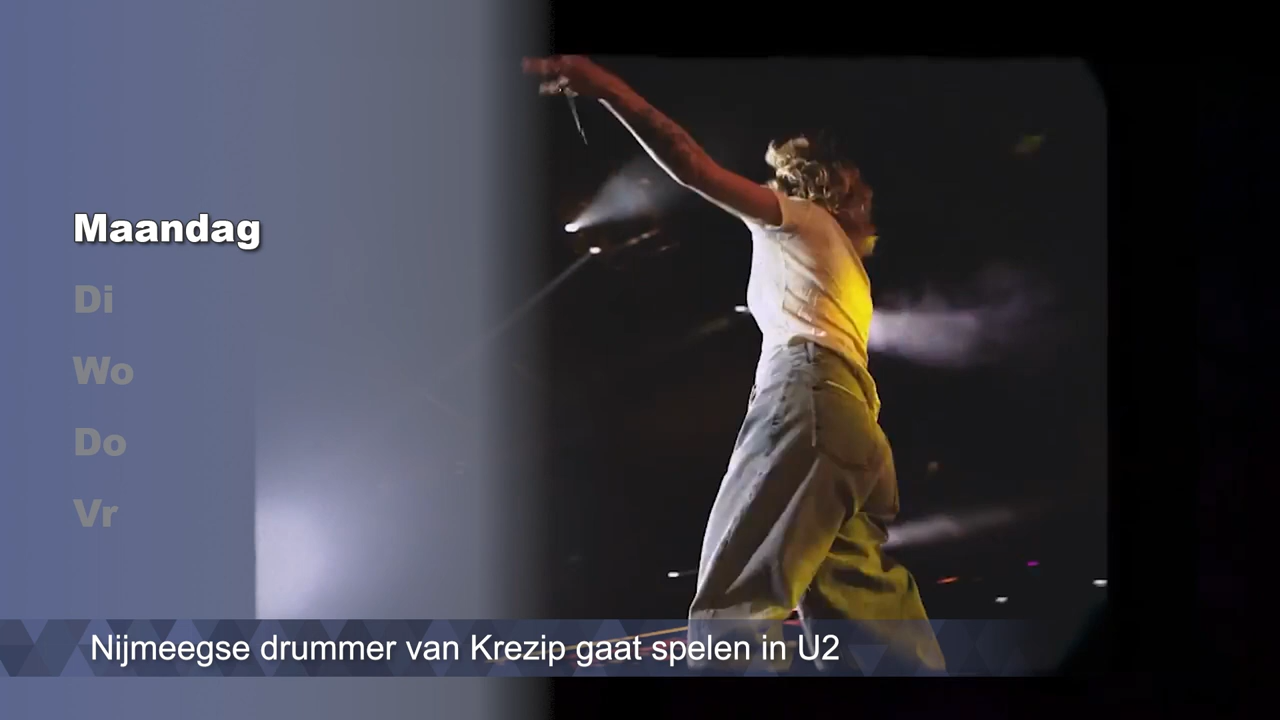 Maandag
Di
Wo
Do
Vr
Nijmeegse drummer van Krezip gaat spelen in U2